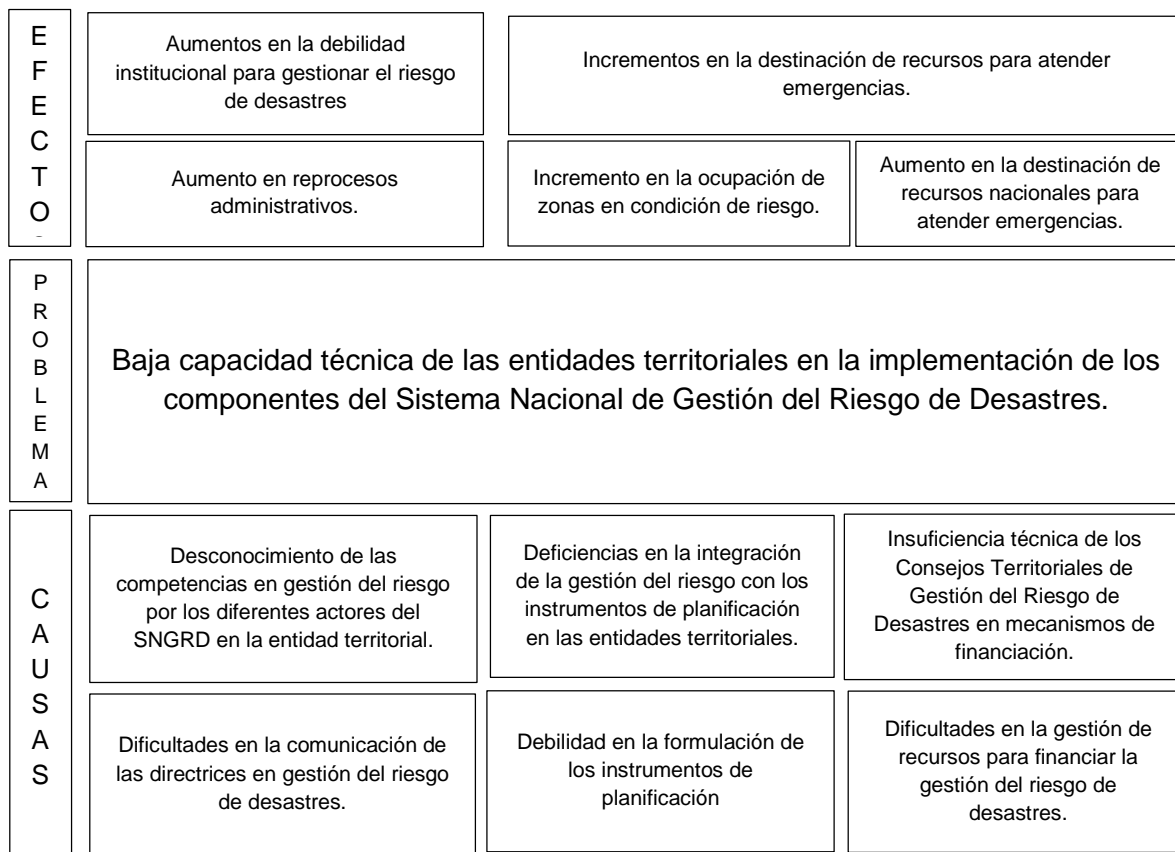 E
F
E
C
T
O
Aumentos en la debilidad
institucional para gestionar el riesgo
de desastres
Incrementos en la destinación de recursos para atender
emergencias.
Aumento en reprocesos
administrativos.
Incremento en la ocupación de
zonas en condición de riesgo.
Aumento en la destinación de
recursos nacionales para
atender emergencias.
P
R
O
B
L
E
M
A
Baja capacidad técnica de las entidades territoriales en la implementación de los
componentes del Sistema Nacional de Gestión del Riesgo de Desastres.
C
A
U
S
A
S
Desconocimiento de las
competencias en gestión del riesgo
por los diferentes actores del
SNGRD en la entidad territorial.
Deficiencias en la integración
de la gestión del riesgo con los
instrumentos de planificación
en las entidades territoriales.
Insuficiencia técnica de los
Consejos Territoriales de
Gestión del Riesgo de
Desastres en mecanismos de
financiación.
Dificultades en la comunicación de
las directrices en gestión del riesgo
de desastres.
Debilidad en la formulación de
los instrumentos de
planificación
Dificultades en la gestión de
recursos para financiar la
gestión del riesgo de
desastres.